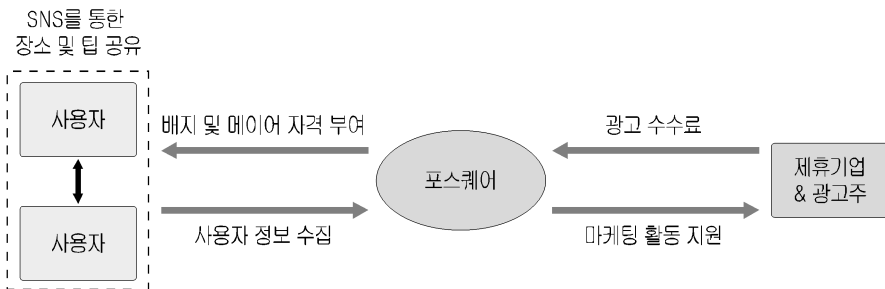 SNS를 통한
장소 및 팁 공유
사용자
사용자
배지 및 메이어 자격 부여
사용자 정보 수집
포스퀘어
광고 수수료
마케팅 활동 지원
제휴기업
& 광고주